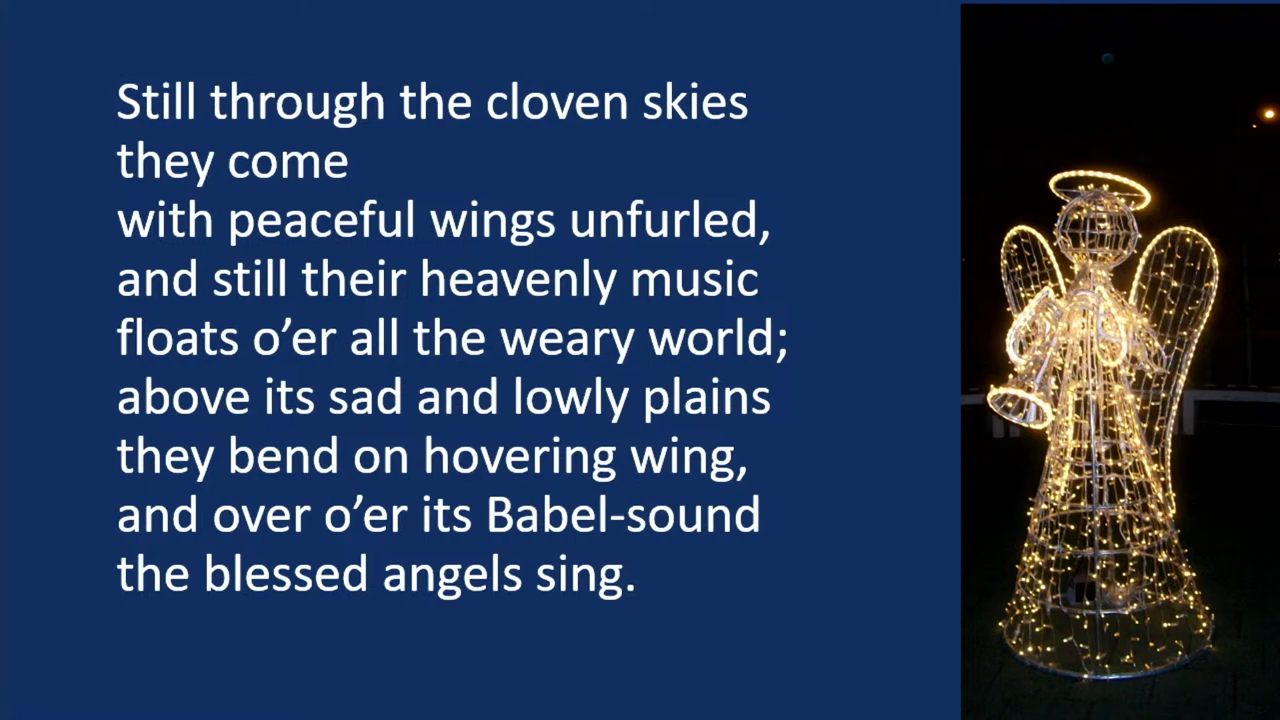 Still through the cloven skies
they come
with peaceful wings unfurled,
and still their heavenly music
floats o’er all the weary world;
above its sad and lowly plains
they bend on hovering wing,
and over o’er its Babel-sound
the blessed angels sing.